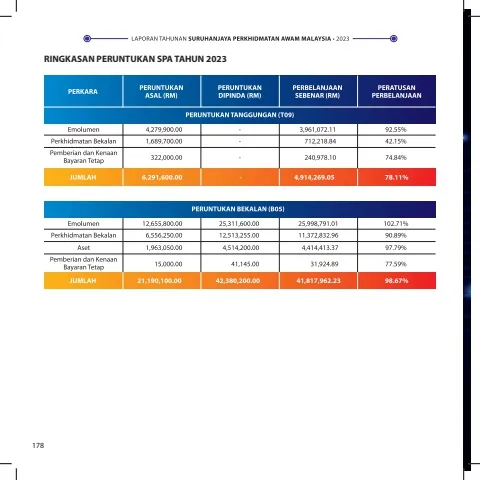 LAPORAN TAHUNAN SURUHANJAYA PERKHIDMATAN AWAM MALAYSIA • 2023
RINGKASAN PERUNTUKAN SPA TAHUN 2023
PERKARA PERUNTUKAN ASAL (RM) PERUNTUKAN DIPINDA (RM) PERBELANJAAN SEBENAR (RM) PERATUSAN PERBELANJAAN
PERUNTUKAN TANGGUNGAN (T09)
Emolumen 4,279,900.00 - 3,961,072.11 92.55%
Perkhidmatan Bekalan 1,689,700.00 - 712,218.84 42.15%
Pemberian dan Kenaan Bayaran Tetap 322,000.00 - 240,978.10 74.84%
JUMLAH 6,291,600.00 - 4,914,269.05 78.11%
PERUNTUKAN BEKALAN (B05)
Emolumen 12,655,800.00 25,311,600.00 25,998,791.01 102.71%
Perkhidmatan Bekalan 6,556,250.00 12,513,255.00 11,372,832.96 90.89%
Aset 1,963,050.00 4,514,200.00 4,414,413.37 97.79%
Pemberian dan Kenaan Bayaran Tetap 15,000.00 41,145.00 31,924.89 77.59%
JUMLAH 21,190,100.00 42,380,200.00 41,817,962.23 98.67%
178